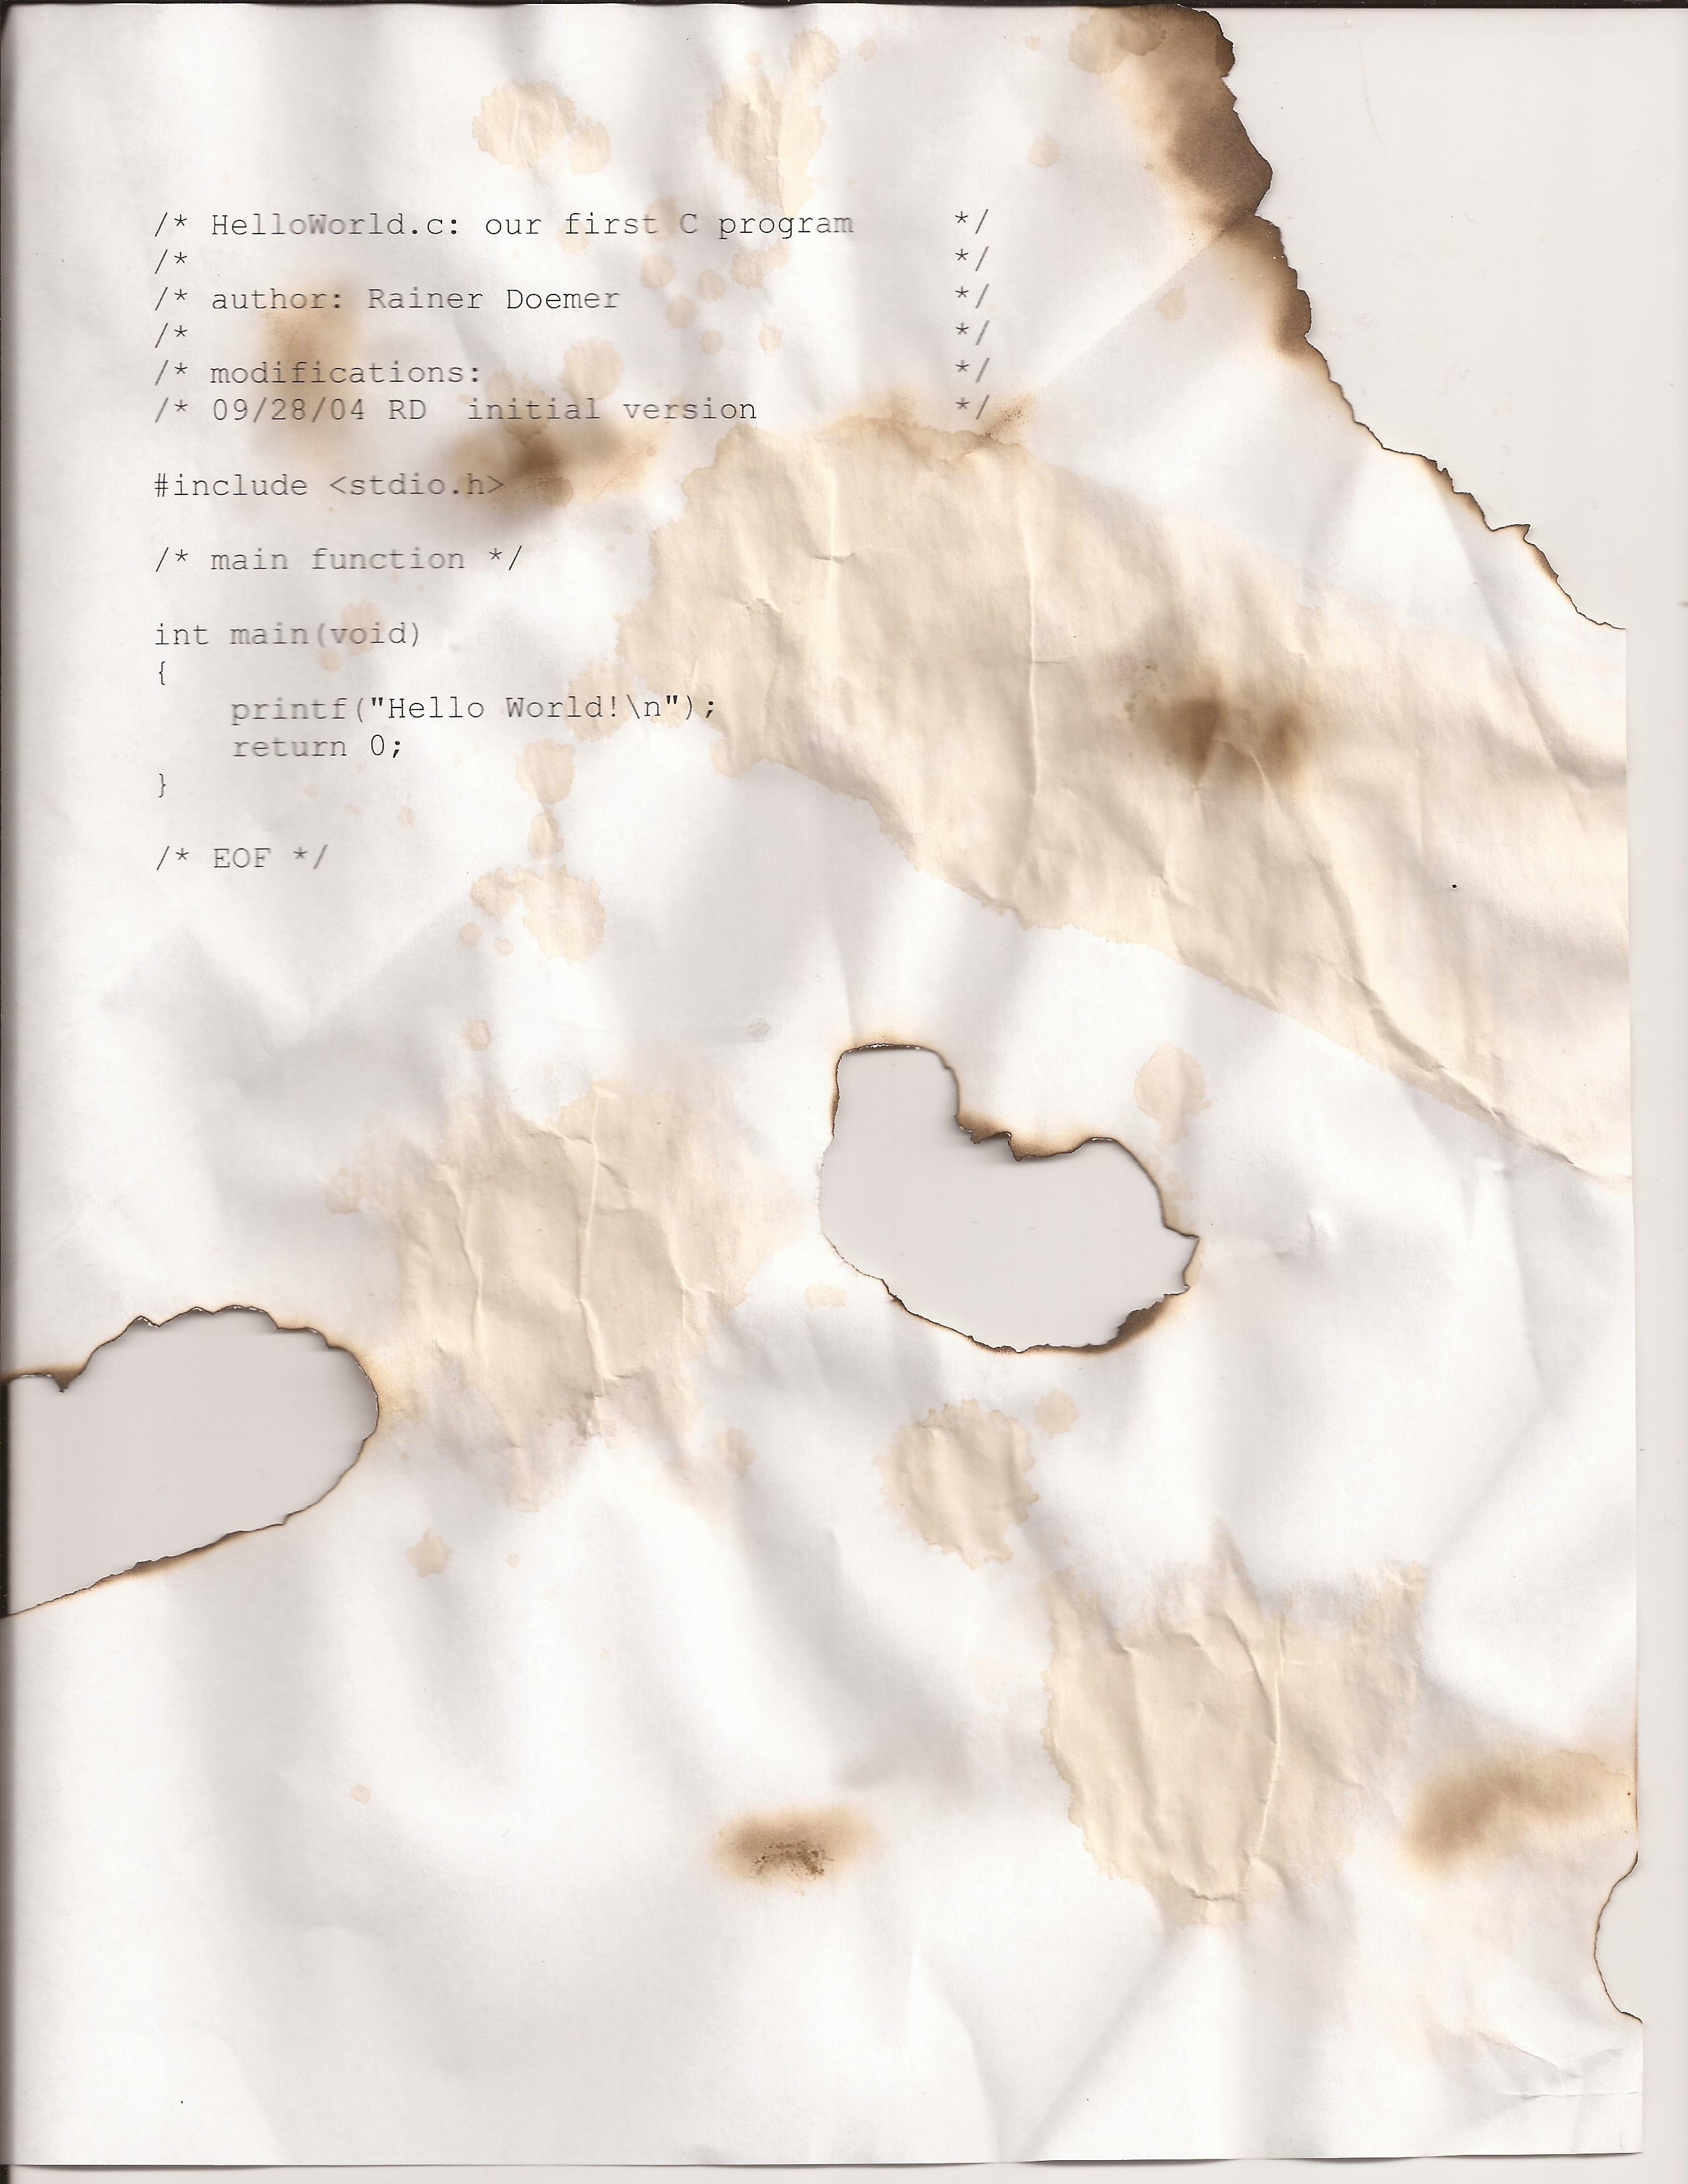 /* HelloWorld.c: our first C program      */
/*                                        */
/* author: Rainer Doemer                  */
/*                                        */
/* modifications:                         */
/* 09/28/04 RD  initial version           */
#include <stdio.h>
/* main function */
int main(void)
{
    printf("Hello World!\n");
    return 0;
}
/* EOF */